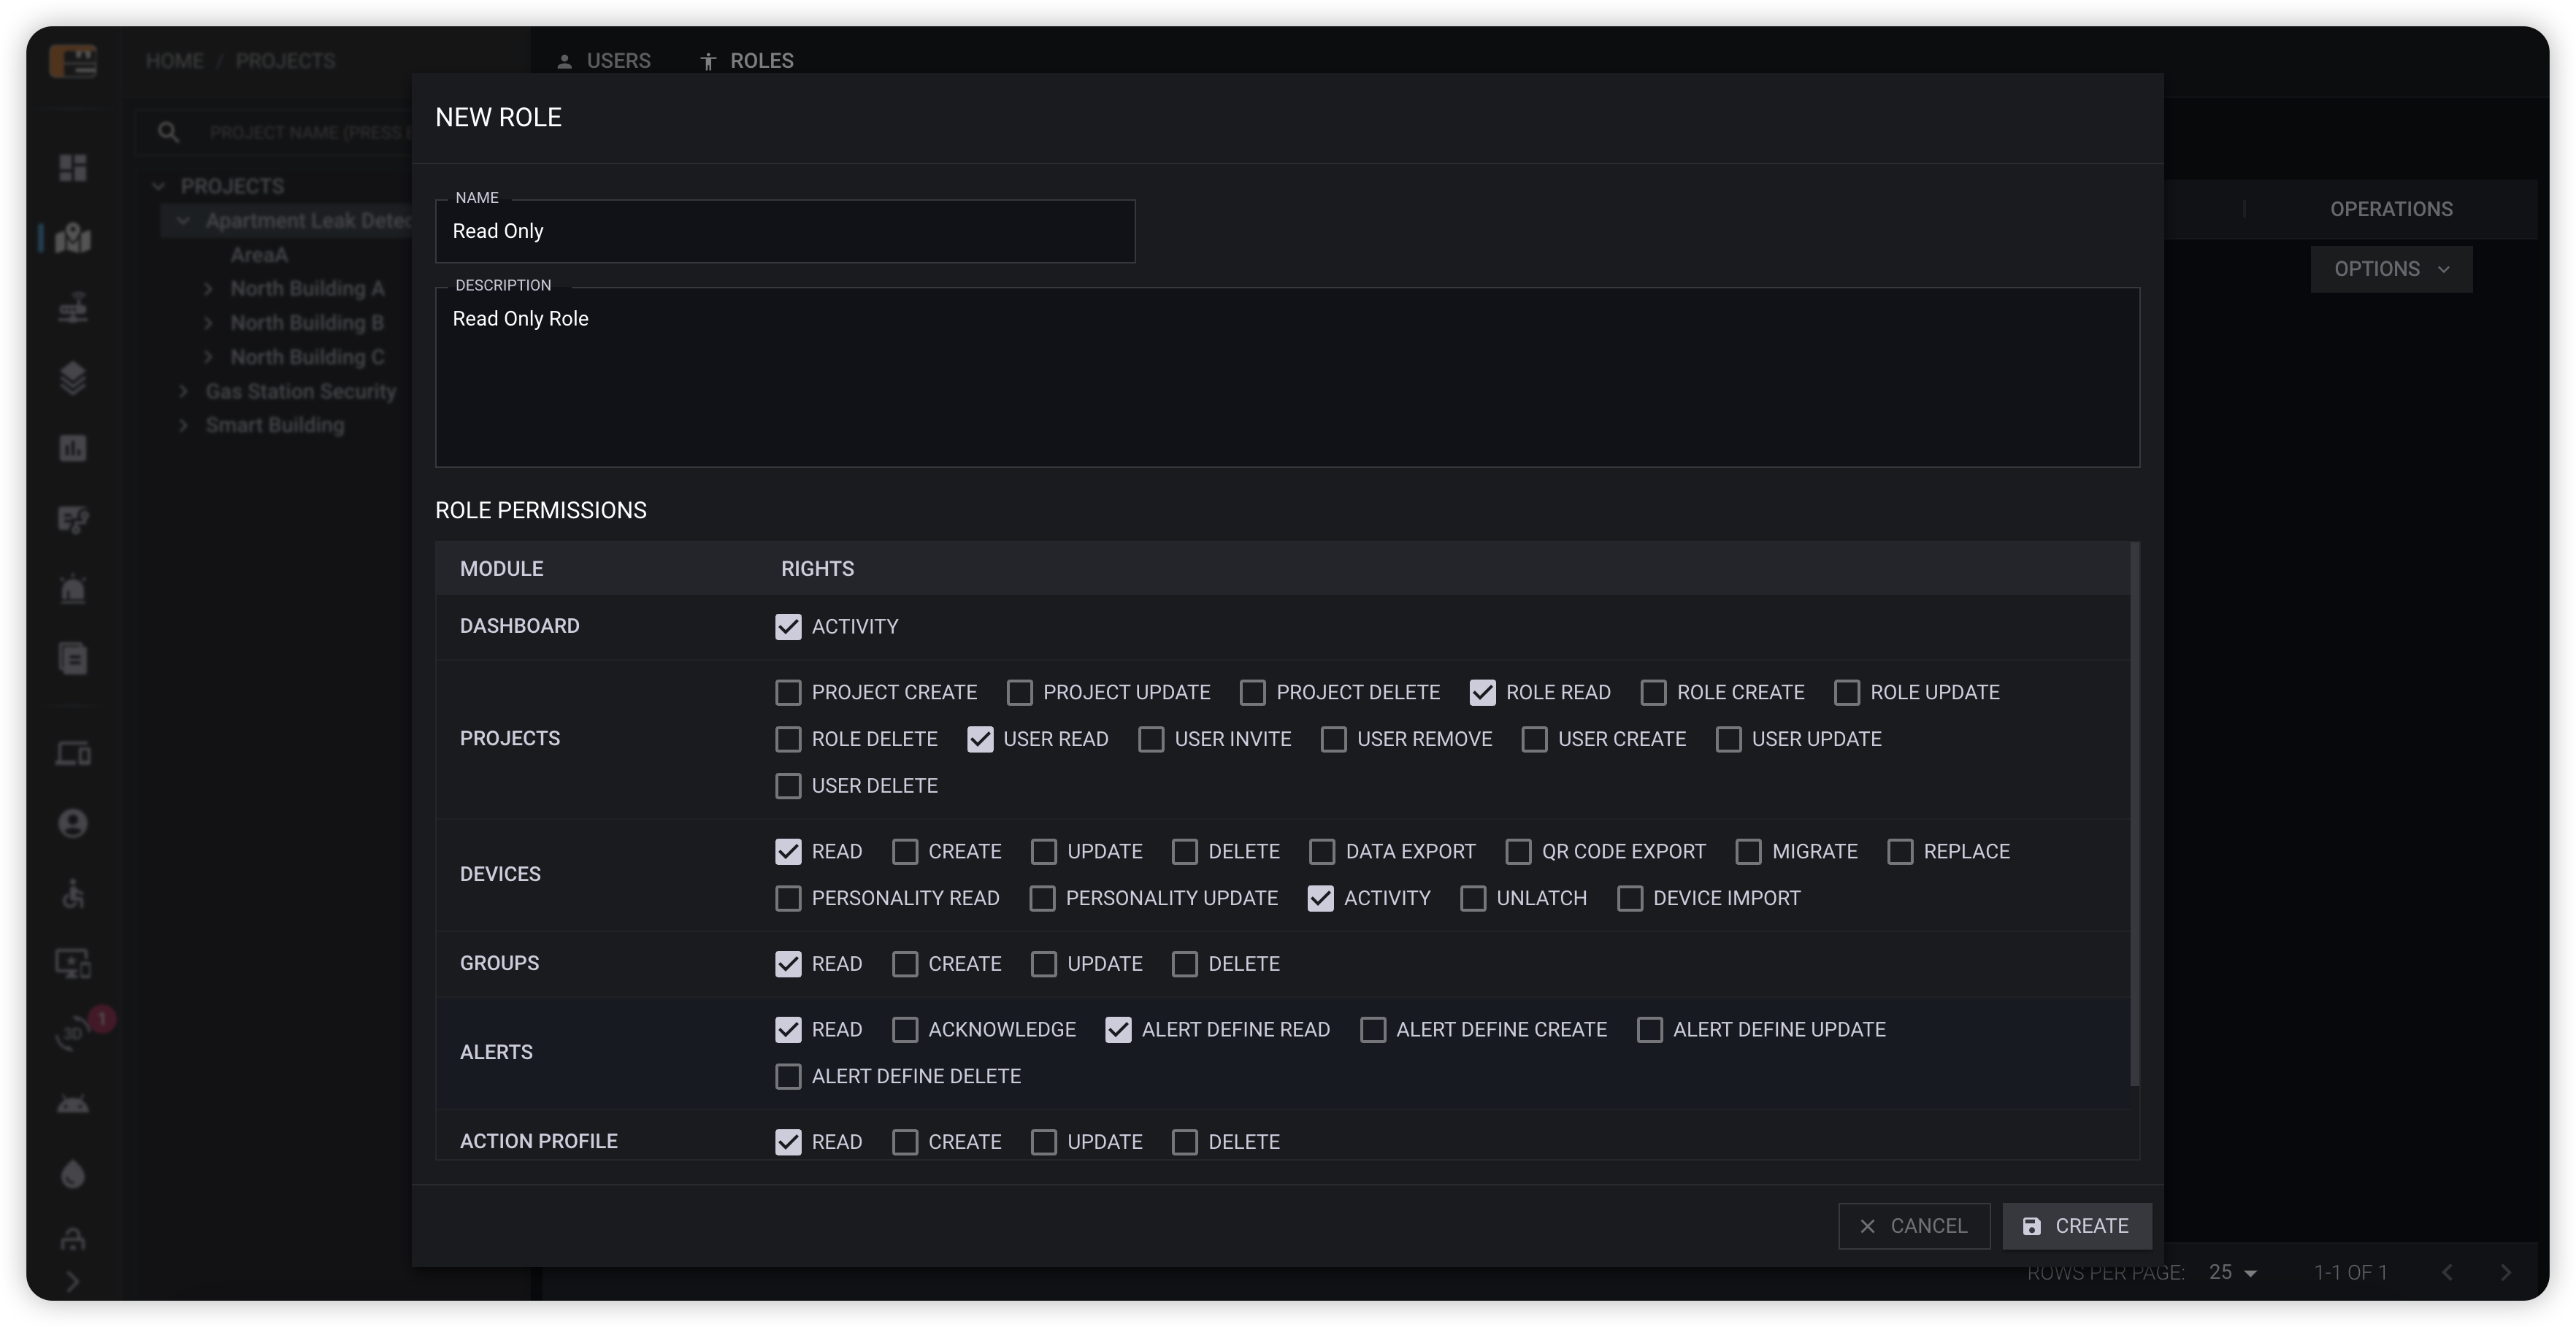 HOME / PROJECTS
USERS
ROLES
PROJECT NAME (PRESS
PROJECTS
Apartment Leak Detec
AreaA
North Building A
North Building B
North Building C
Gas Station Security
Smart Building
1
3D
NEW ROLE
NAME
Read Only
DESCRIPTION
Read Only Role
ROLE PERMISSIONS
MODULE RIGHTS
DASHBOARD ACTIVITY
PROJECTS
PROJECT CREATE PROJECT UPDATE PROJECT DELETE ROLE READ ROLE CREATE ROLE UPDATE
ROLE DELETE USER READ USER INVITE USER REMOVE USER CREATE USER UPDATE
USER DELETE
DEVICES
READ CREATE UPDATE DELETE DATA EXPORT QR CODE EXPORT MIGRATE REPLACE
PERSONALITY READ PERSONALITY UPDATE ACTIVITY UNLATCH DEVICE IMPORT
GROUPS READ CREATE UPDATE DELETE
ALERTS
READ ACKNOWLEDGE ALERT DEFINE READ ALERT DEFINE CREATE ALERT DEFINE UPDATE
ALERT DEFINE DELETE
ACTION PROFILE READ CREATE UPDATE DELETE
CANCEL CREATE
OPERATIONS
OPTIONS
ROWS PER PAGE: 25 1-1 OF 1